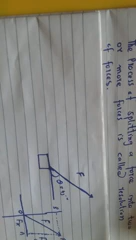 The Process of splitting a force into two
or more forces is called resolution
of forces.
F
F